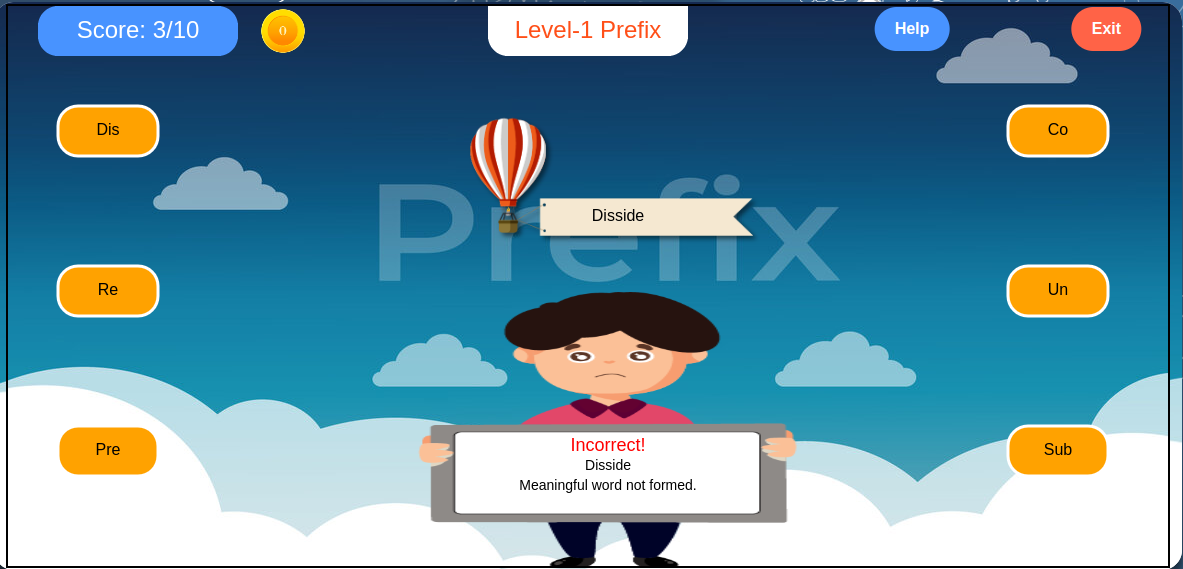 Score: 3/10
0
Level-1 Prefix
Help
Exit
Dis
Co
Prefix
Disside
Re
Un
Pre
Sub
Incorrect!
Disside
Meaningful word not formed.